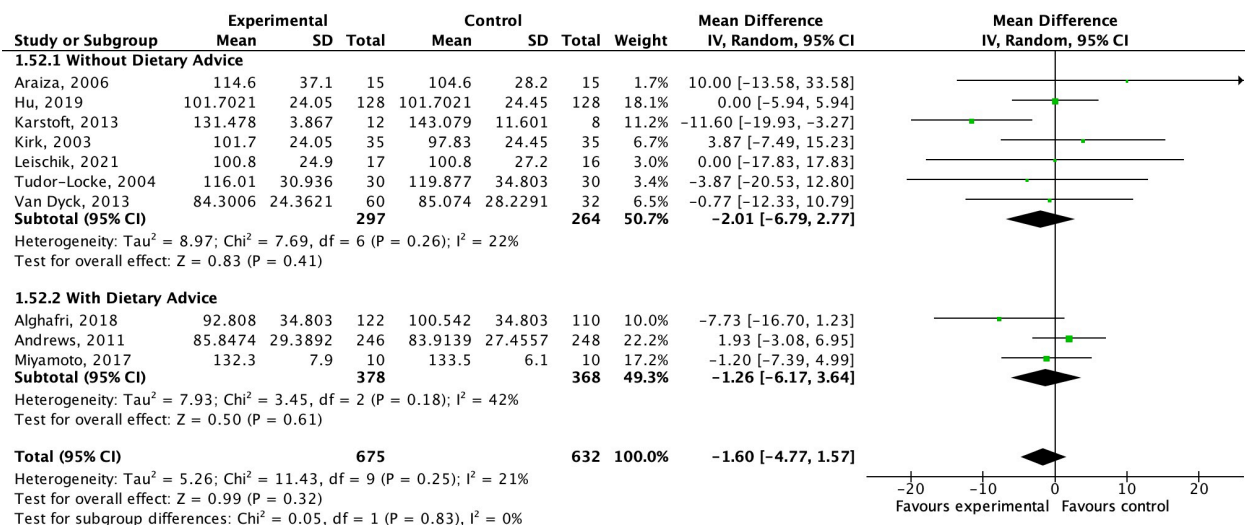 Experimental Control Mean Difference Mean Difference
Study or Subgroup Mean SD Total Mean SD Total Weight IV, Random, 95% CI IV, Random, 95% CI
1.52.1 Without Dietary Advice
Araiza, 2006 114.6 37.1 15 104.6 28.2 15 1.7% 10.00 [-13.58, 33.58]
Hu, 2019 101.7021 24.05 128 101.7021 24.45 128 18.1% 0.00 [-5.94, 5.94]
Karstoft, 2013 131.478 3.867 12 143.079 11.601 8 11.2% -11.60 [-19.93, -3.27]
Kirk, 2003 101.7 24.05 35 97.83 24.45 35 6.7% 3.87 [-7.49, 15.23]
Leischik, 2021 100.8 24.9 17 100.8 27.2 16 3.0% 0.00 [-17.83, 17.83]
Tudor-Locke, 2004 116.01 30.936 30 119.877 34.803 30 3.4% -3.87 [-20.53, 12.80]
Van Dyck, 2013 84.3006 24.3621 60 85.074 28.2291 32 6.5% -0.77 [-12.33, 10.79]
Subtotal (95% CI) 297 264 50.7% -2.01 [-6.79, 2.77]
Heterogeneity: Tau² = 8.97; Chi² = 7.69, df = 6 (P = 0.26); I² = 22%
Test for overall effect: Z = 0.83 (P = 0.41)
1.52.2 With Dietary Advice
Alghafri, 2018 92.808 34.803 122 100.542 34.803 110 10.0% -7.73 [-16.70, 1.23]
Andrews, 2011 85.8474 29.3892 246 83.9139 27.4557 248 22.2% 1.93 [-3.08, 6.95]
Miyamoto, 2017 132.3 7.9 10 133.5 6.1 10 17.2% -1.20 [-7.39, 4.99]
Subtotal (95% CI) 378 368 49.3% -1.26 [-6.17, 3.64]
Heterogeneity: Tau² = 7.93; Chi² = 3.45, df = 2 (P = 0.18); I² = 42%
Test for overall effect: Z = 0.50 (P = 0.61)
Total (95% CI) 675 632 100.0% -1.60 [-4.77, 1.57]
Heterogeneity: Tau² = 5.26; Chi² = 11.43, df = 9 (P = 0.25); I² = 21%
Test for overall effect: Z = 0.99 (P = 0.32)
Test for subgroup differences: Chi² = 0.05, df = 1 (P = 0.83), I² = 0%
-20 -10 0 10 20
Favours experimental Favours control